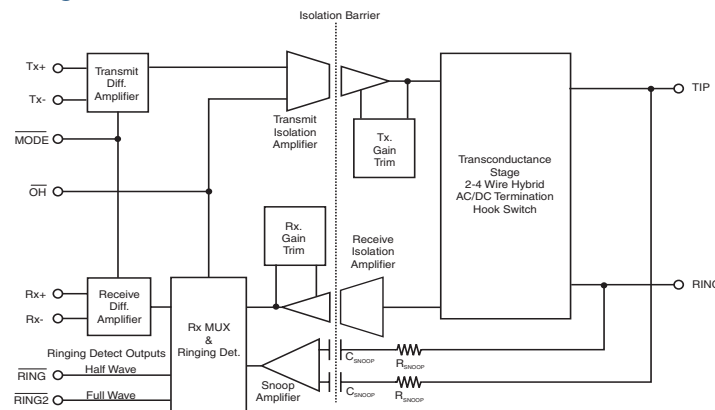 Isolation Barrier
Tx+
Tx-
MODE
OH
Transmit
Diff.
Amplifier
Transmit
Isolation
Amplifier
Tx.
Gain
Trim
Transconductance
Stage
2-4 Wire Hybrid
AC/DC Termination
Hook Switch
TIP
Rx.
Gain
Trim
Receive
Isolation
Amplifier
Rx+
Rx-
Receive
Diff.
Amplifier
Rx MUX
&
Ringing Det.
Ringing Detect Outputs
RING
Half Wave
RING2
Full Wave
Snoop
Amplifier
CSNOOP
RSNOOP
CSNOOP
RSNOOP